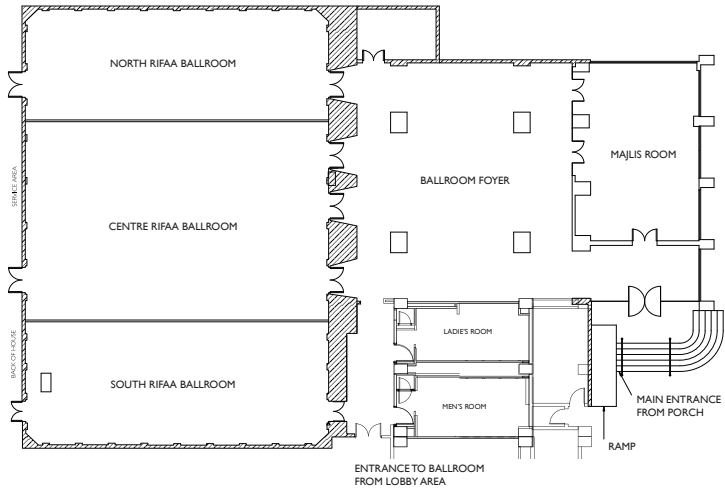 NORTH RIFAA BALLROOM
MAJLIS ROOM
SERVICE AREA
BALLROOM FOYER
CENTRE RIFAA BALLROOM
LADIE'S ROOM
BACK OF HOUSE
SOUTH RIFAA BALLROOM
MEN'S ROOM
MAIN ENTRANCE
FROM PORCH
RAMP
ENTRANCE TO BALLROOM
FROM LOBBY AREA